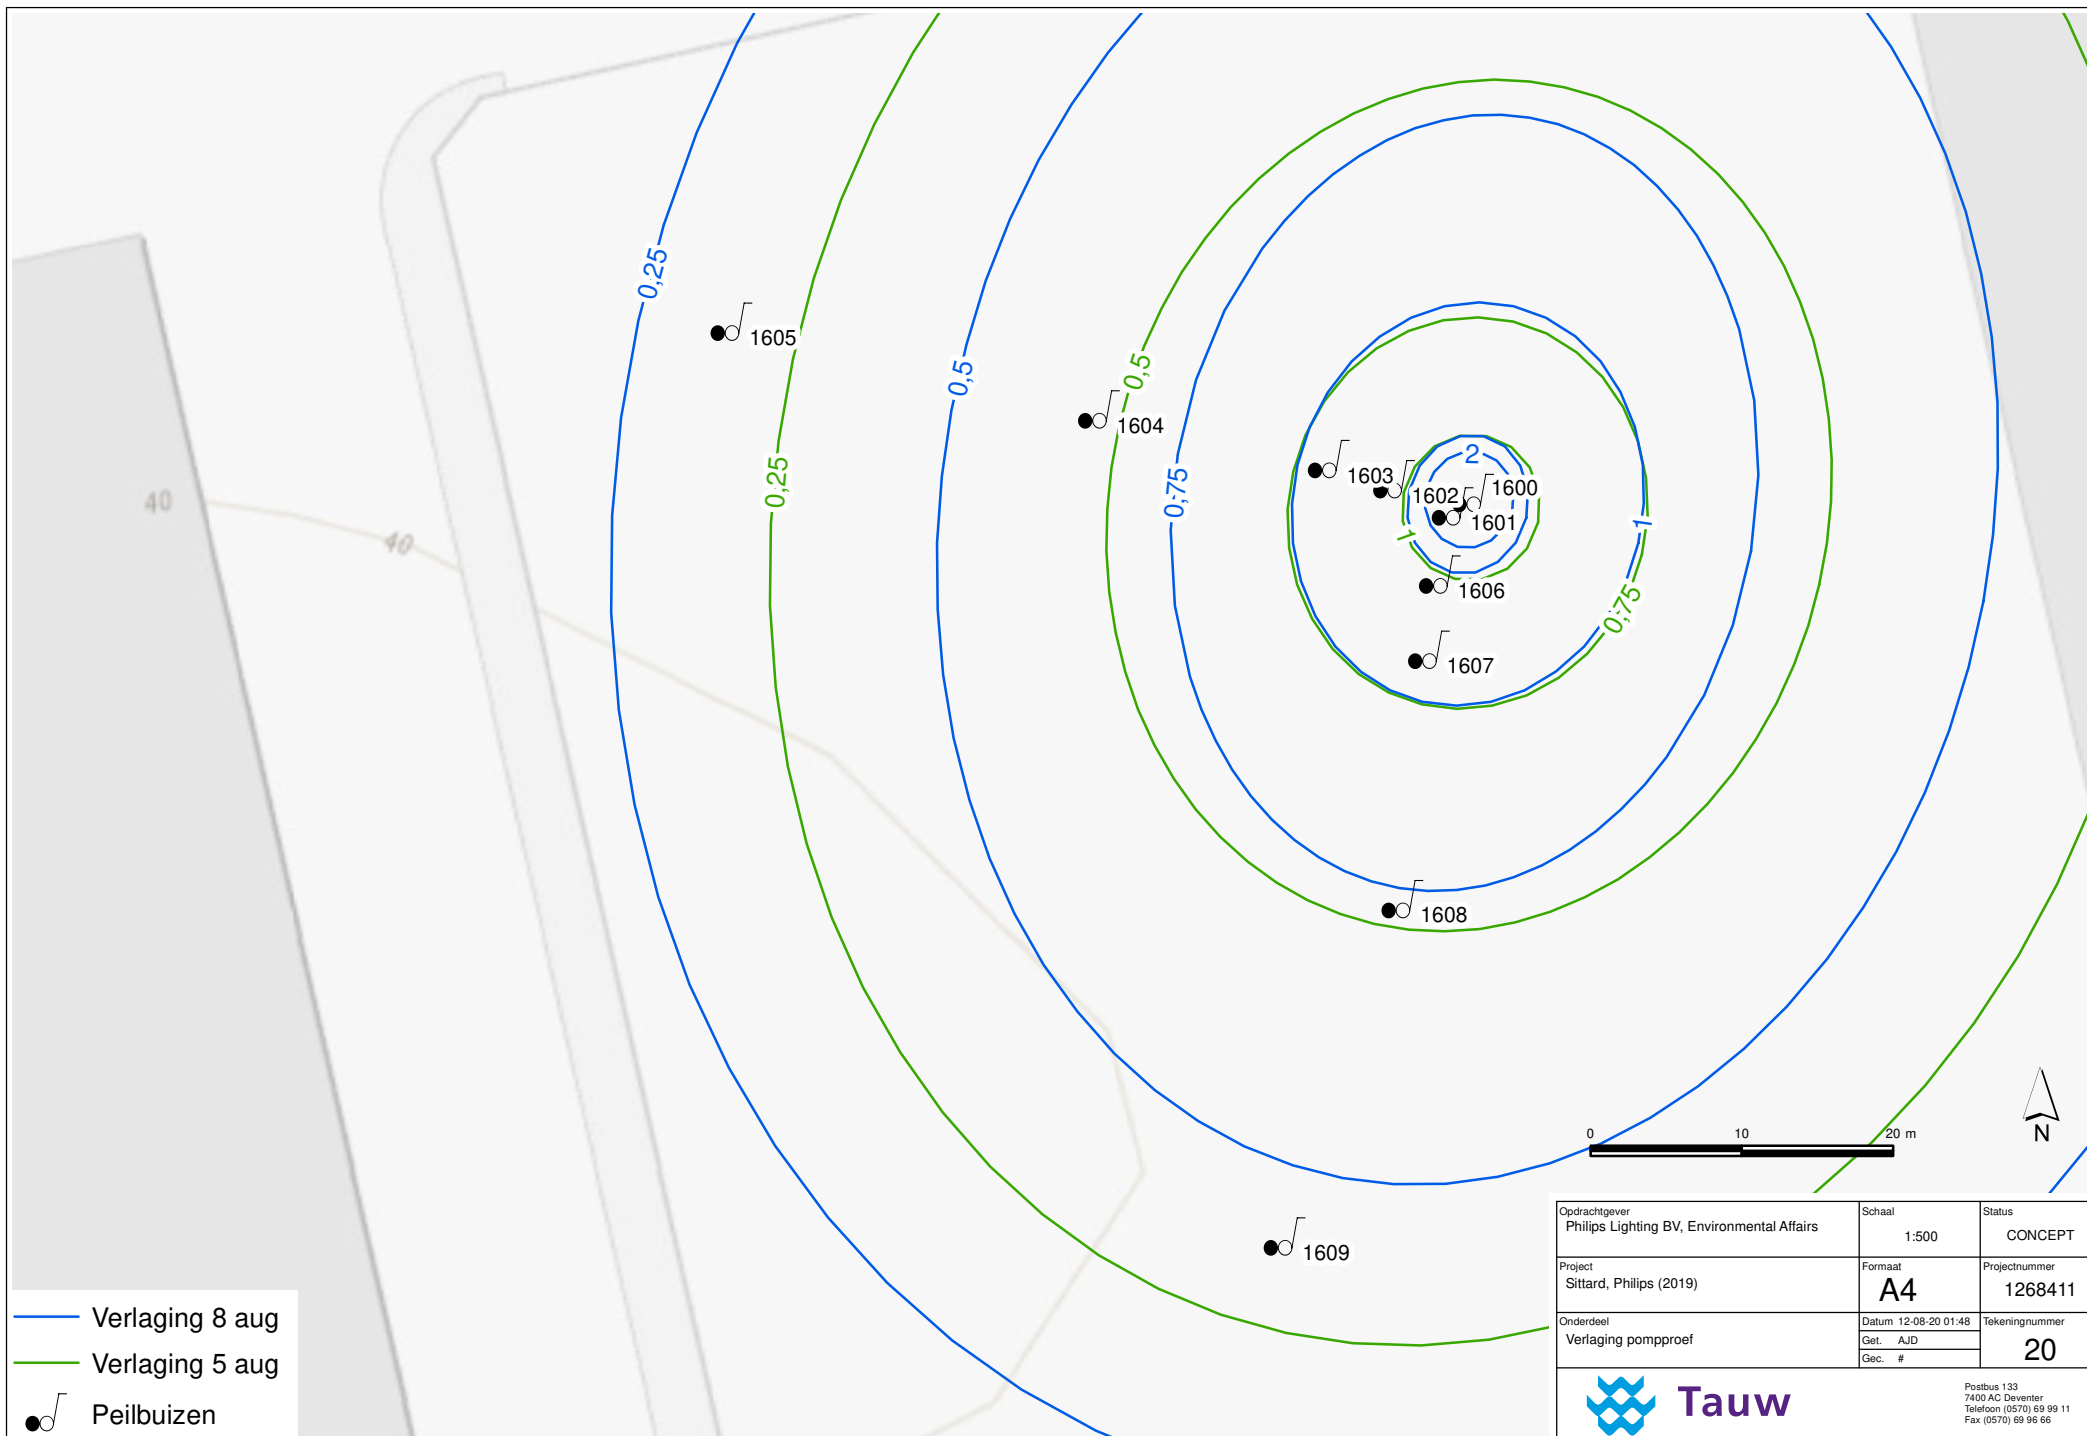 0,25
1605
0,5
0,5
1604
0,25
0,75
2
1603
1602
1600
1601
1
1
40
40
1606
0,75
1607
1608
1609
0 10 20 m
N
Verlaging 8 aug
Verlaging 5 aug
Peilbuizen
Opdrachtgever
Philips Lighting BV, Environmental Affairs
Schaal
1:500
Status
CONCEPT
Project
Sittard, Philips (2019)
Formaat
A4
Projectnummer
1268411
Onderdeel
Verlaging pompproef
Datum 12-08-20 01:48
Get. AJD
Gec. #
Tekeningnummer
20
Tauw
Postbus 133
7400 AC Deventer
Telefoon (0570) 69 99 11
Fax (0570) 69 96 66